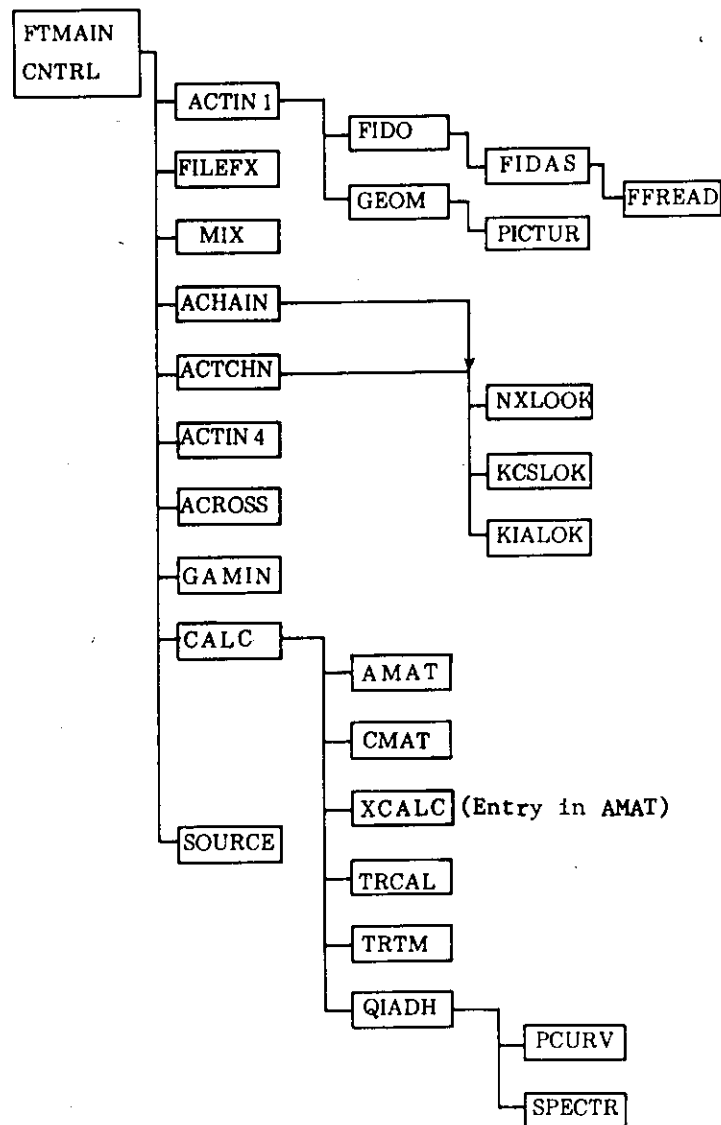 FTMAIN
CNTRL
ACTIN 1
FIDO
FIDAS
FILEFX
GEOM
FFREAD
MIX
PICTUR
ACHAIN
ACTCHN
NXLOOK
ACTIN 4
KCSLOK
ACROSS
KIALOK
GAMIN
CALC
AMAT
CMAT
XCALC (Entry in AMAT)
SOURCE
TRCAL
TRTM
QIADH
PCURV
SPECTR